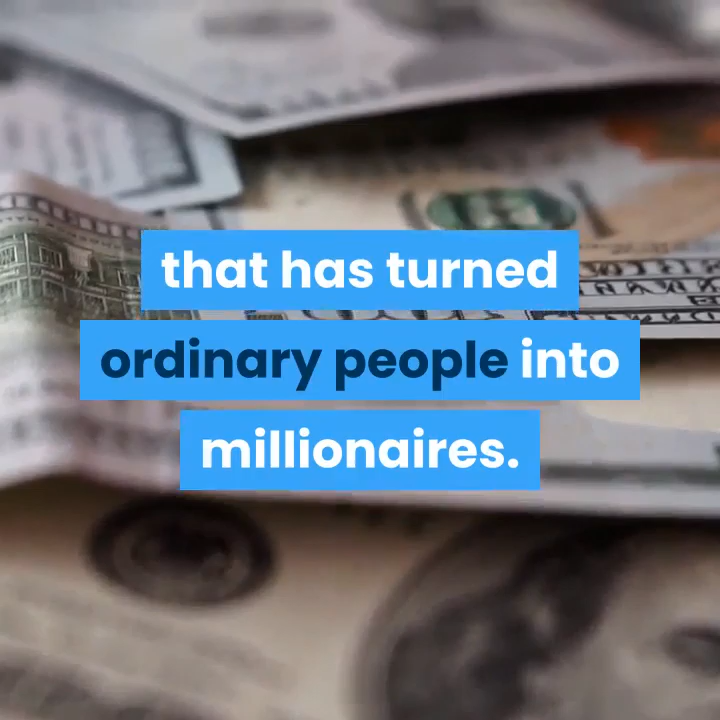 that has turned
ordinary people into
millionaires.